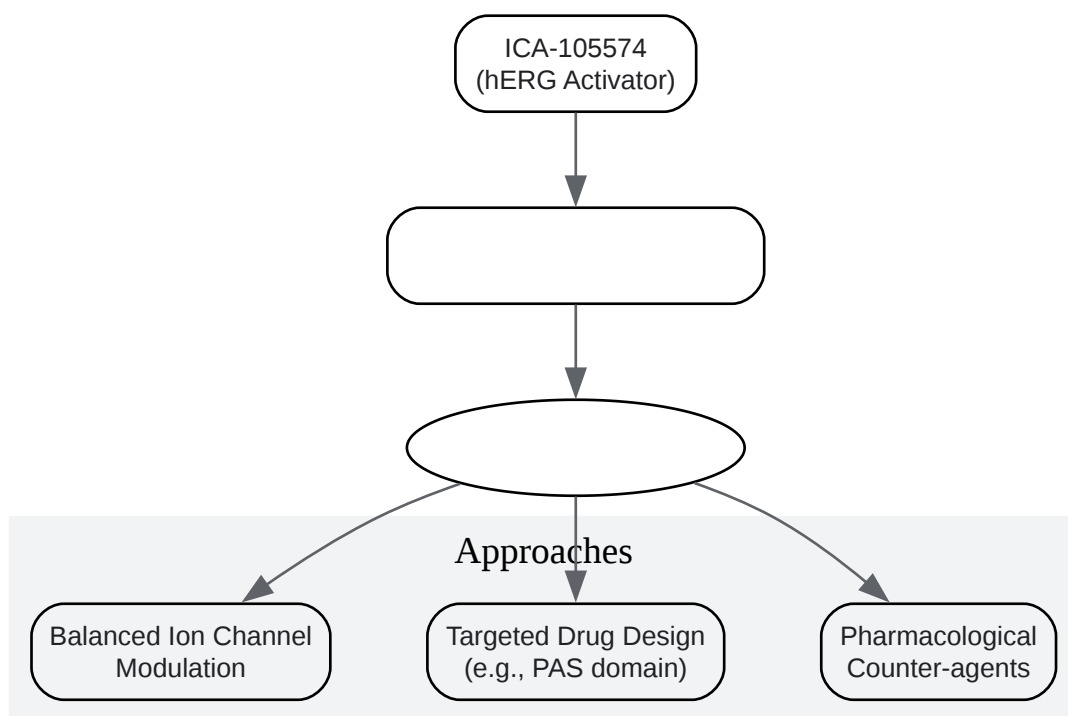 ICA-105574
(hERG Activator)
Approaches
Balanced Ion Channel
Modulation
Targeted Drug Design
(e.g., PAS domain)
Pharmacological
Counter-agents